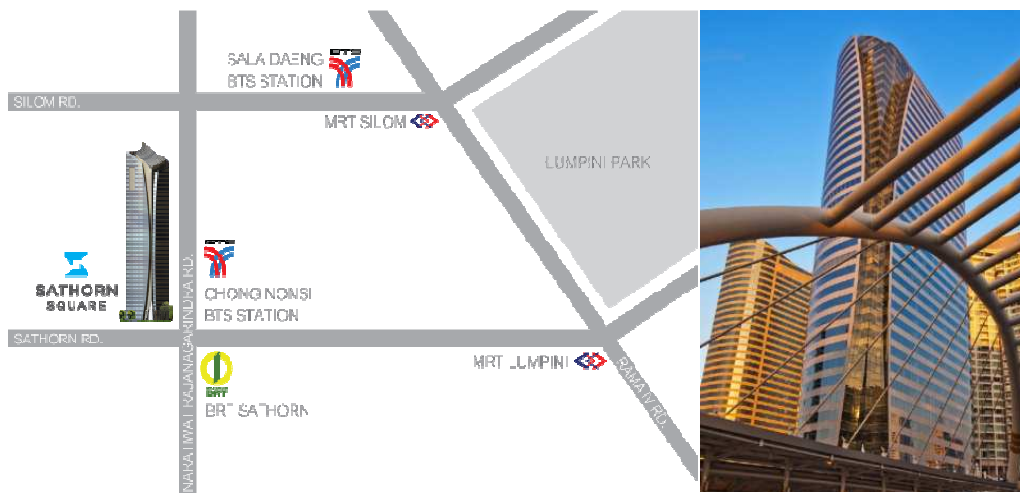 SALA DAENG
BTS STATION
SILOM RD.
MRT SILOM
LUMPINI PARK
SATHORN
SQUARE
CHONG NONSI
BTS STATION
SATHORN RD.
NARATHIWAT RAJANAGARINDRA RD.
MRT LUMPINI
RAMA IV RD.
BRT
BRT SATHORN